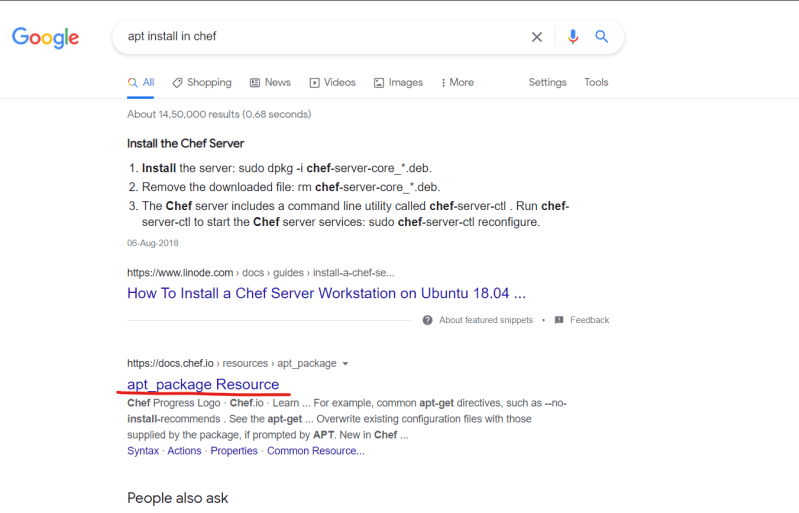 Google
apt install in chef
All Shopping News Videos Images More Settings Tools
About 14,50,000 results (0.68 seconds)
Install the Chef Server
1. Install the server: sudo dpkg -i chef-server-core_*.deb.
2. Remove the downloaded file: rm chef-server-core_*.deb.
3. The Chef server includes a command line utility called chef-server-ctl . Run chef-
server-ctl to start the Chef server services: sudo chef-server-ctl reconfigure.
06-Aug-2018
https://www.linode.com › docs › guides › install-a-chef-se...
How To Install a Chef Server Workstation on Ubuntu 18.04 ...
About featured snippets • Feedback
https://docs.chef.io › resources › apt_package
apt_package Resource
Chef Progress Logo · Chef.io · Learn ... For example, common apt-get directives, such as --no-
install-recommends . See the apt-get ... Overwrite existing configuration files with those
supplied by the package, if prompted by APT. New in Chef ...
Syntax · Actions · Properties · Common Resource...
People also ask